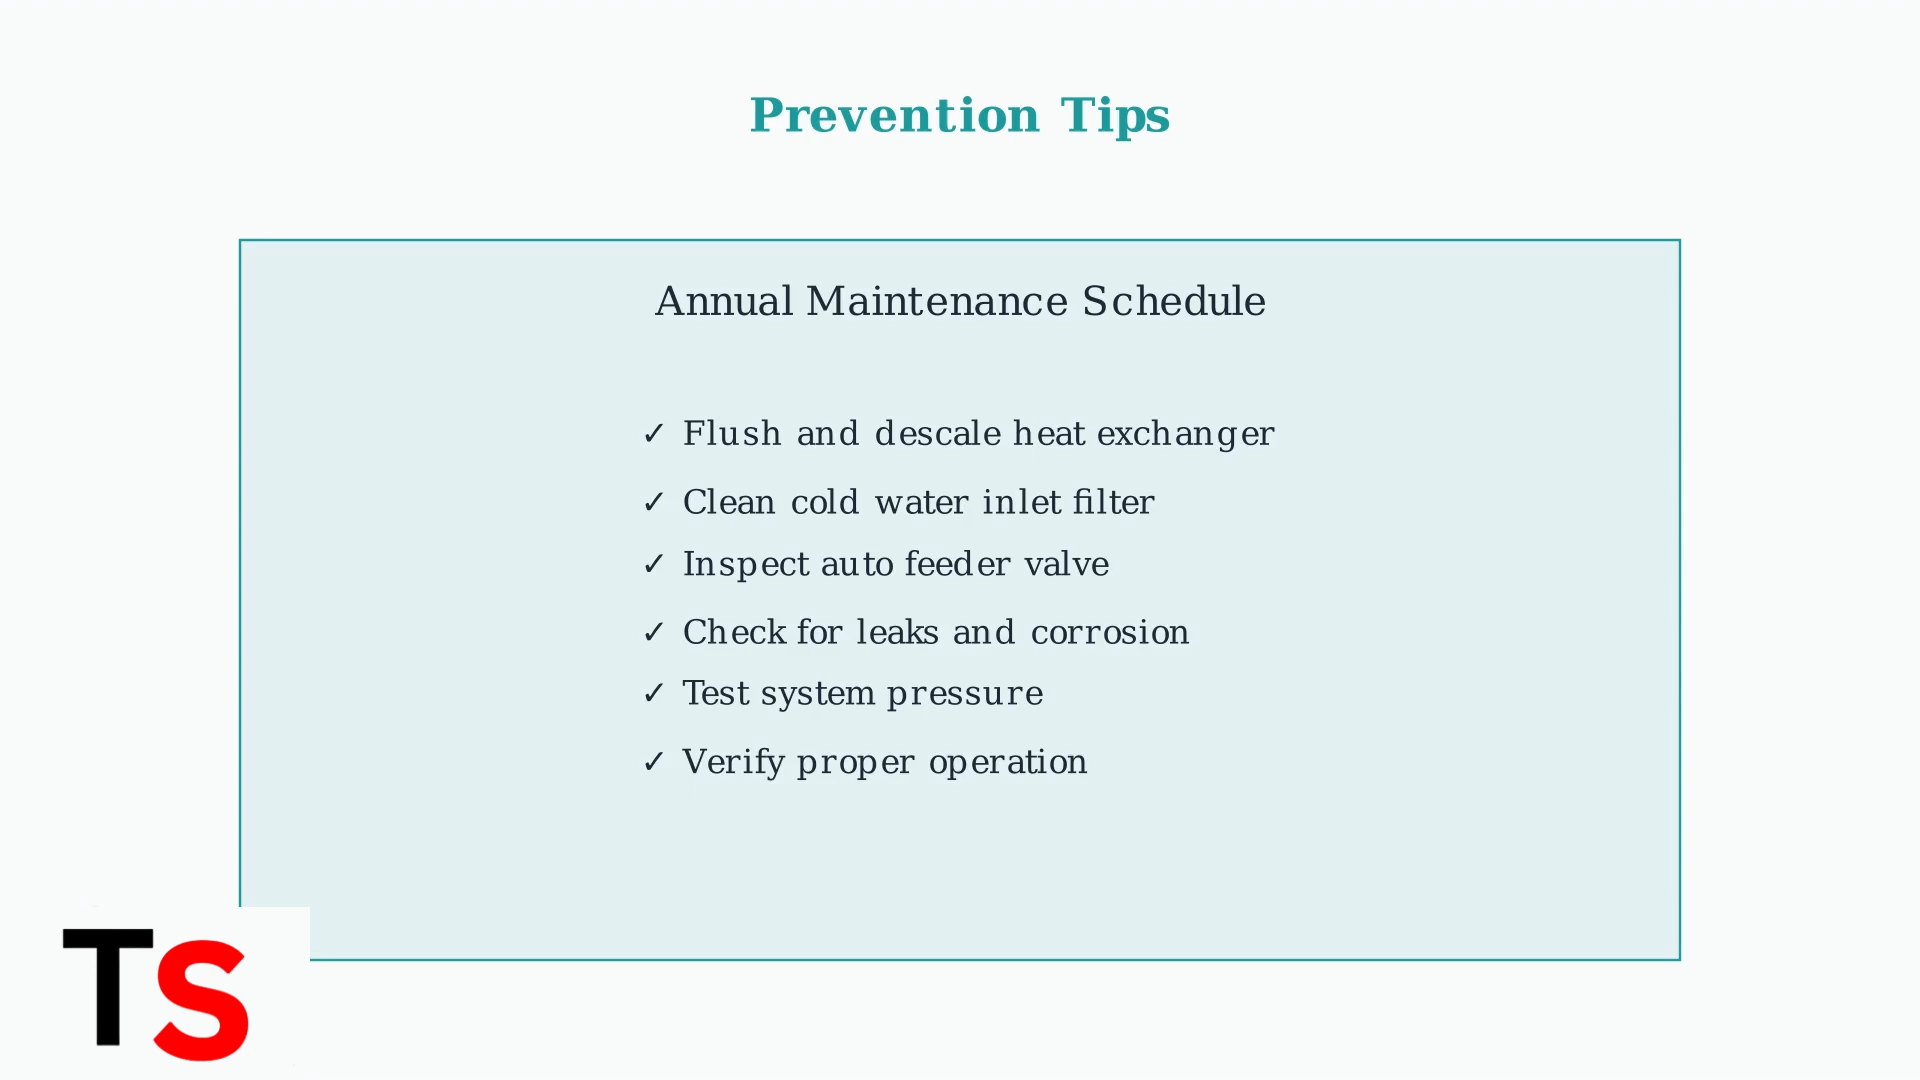 Prevention Tips
Annual Maintenance Schedule
✓ Flush and descale heat exchanger
✓ Clean cold water inlet filter
✓ Inspect auto feeder valve
✓ Check for leaks and corrosion
✓ Test system pressure
✓ Verify proper operation
TS